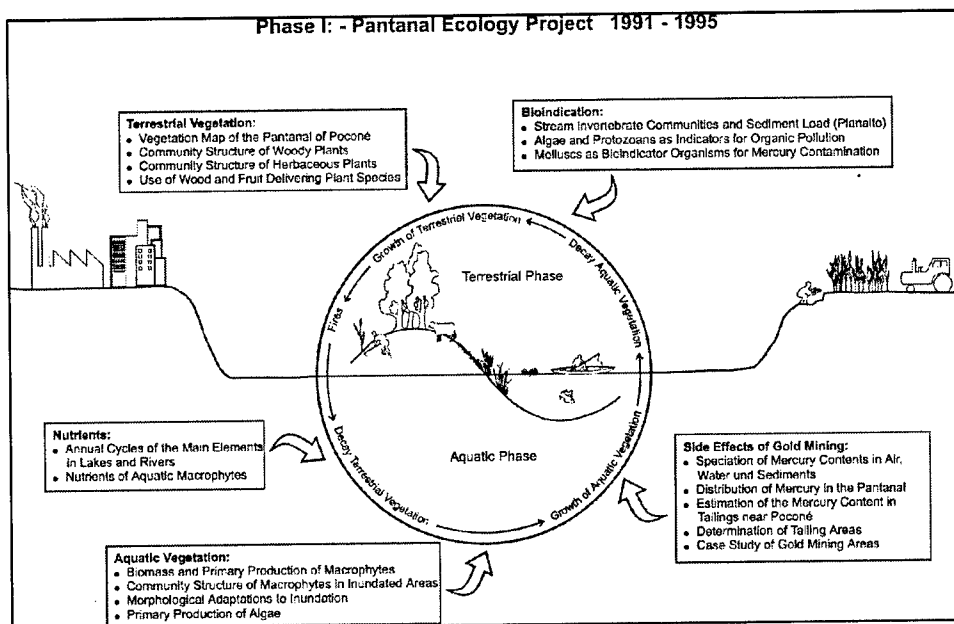 Phase I: - Pantanal Ecology Project 1991 - 1995
Terrestrial Vegetation:
• Vegetation Map of the Pantanal of Poconé
• Community Structure of Woody Plants
• Community Structure of Herbaceous Plants
• Use of Wood and Fruit Delivering Plant Species
Bioindication:
• Stream Invertebrate Communities and Sediment Load (Planalto)
• Algae and Protozoans as Indicators for Organic Pollution
• Molluscs as Bioindicator Organisms for Mercury Contamination
Growth of Terrestrial Vegetation
Decay Aquatic Vegetation
Terrestrial Phase
Fires
Aquatic Phase
Decay Terrestrial Vegetation
Growth of Aquatic Vegetation
Nutrients:
• Annual Cycles of the Main Elements
in Lakes and Rivers
• Nutrients of Aquatic Macrophytes
Side Effects of Gold Mining:
• Speciation of Mercury Contents in Air,
Water und Sediments
• Distribution of Mercury in the Pantanal
• Estimation of the Mercury Content in
Tailings near Poconé
• Determination of Tailing Areas
• Case Study of Gold Mining Areas
Aquatic Vegetation:
• Biomass and Primary Production of Macrophytes
• Community Structure of Macrophytes in Inundated Areas
• Morphological Adaptations to Inundation
• Primary Production of Algae